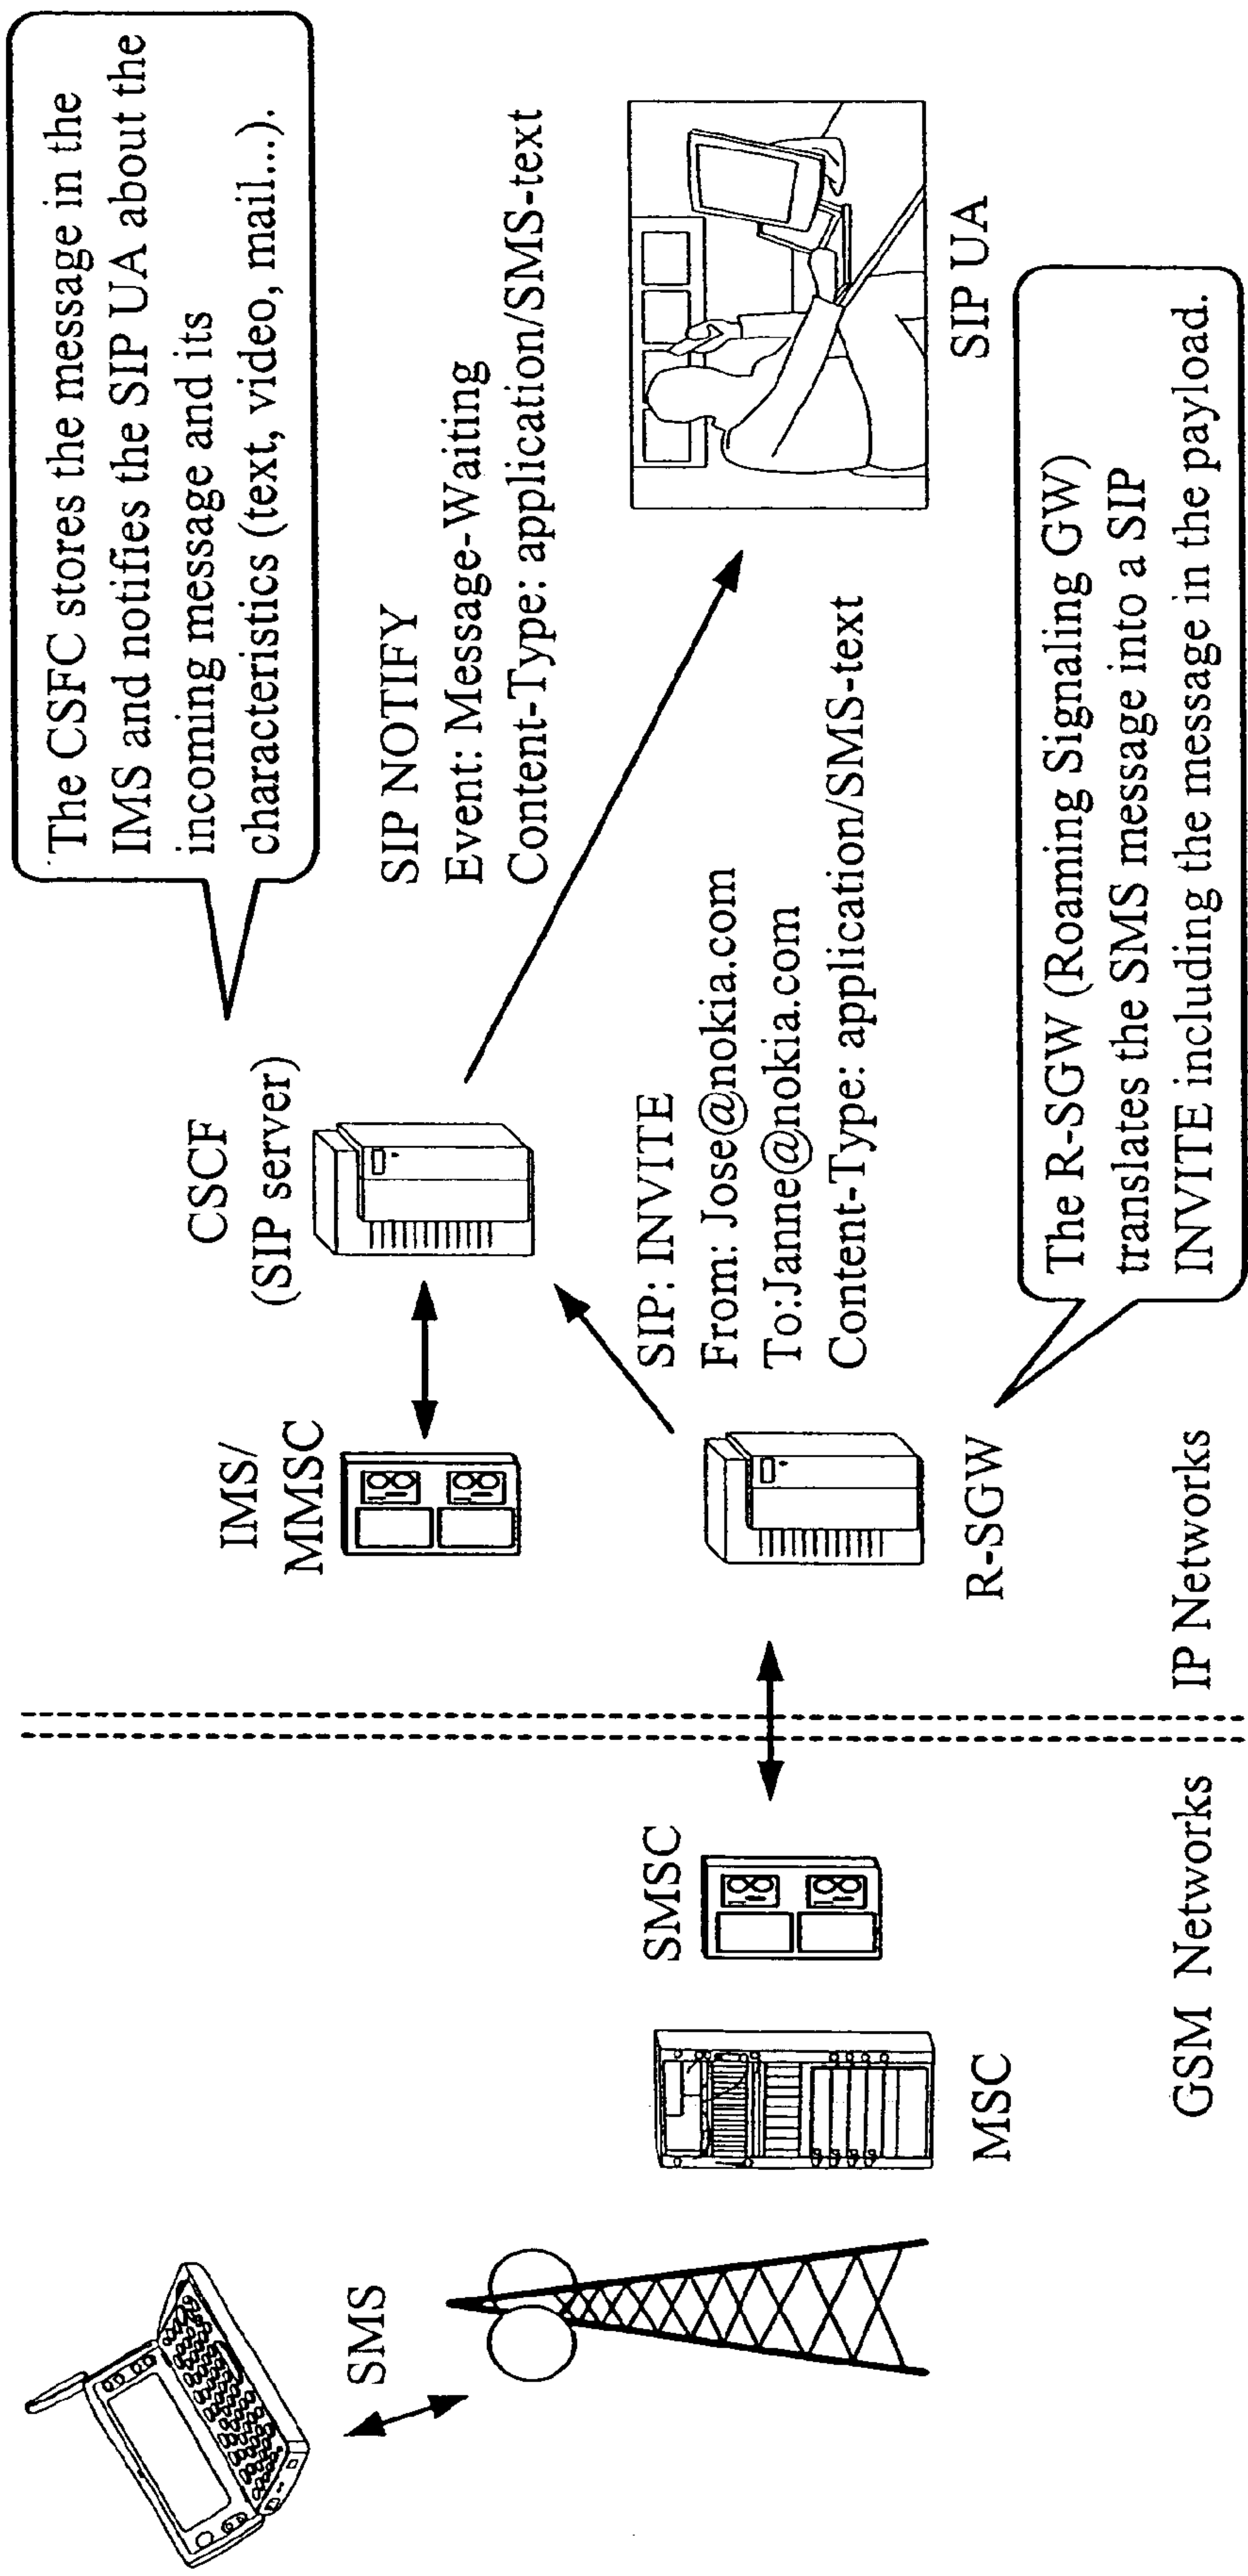 The CSFC stores the message in the
IMS and notifies the SIP UA about the
incoming message and its
characteristics (text, video, mail...).
CSCF
(SIP server)
SIP NOTIFY
Event: Message-Waiting
Content-Type: application/SMS-text
IMS/
MMSC
SMS
SMSC
MSC
SIP: INVITE
From: Jose@nokia.com
To:Janne@nokia.com
Content-Type: application/SMS-text
SIP UA
R-SGW
The R-SGW (Roaming Signaling GW)
translates the SMS message into a SIP
INVITE including the message in the payload.
GSM Networks
IP Networks